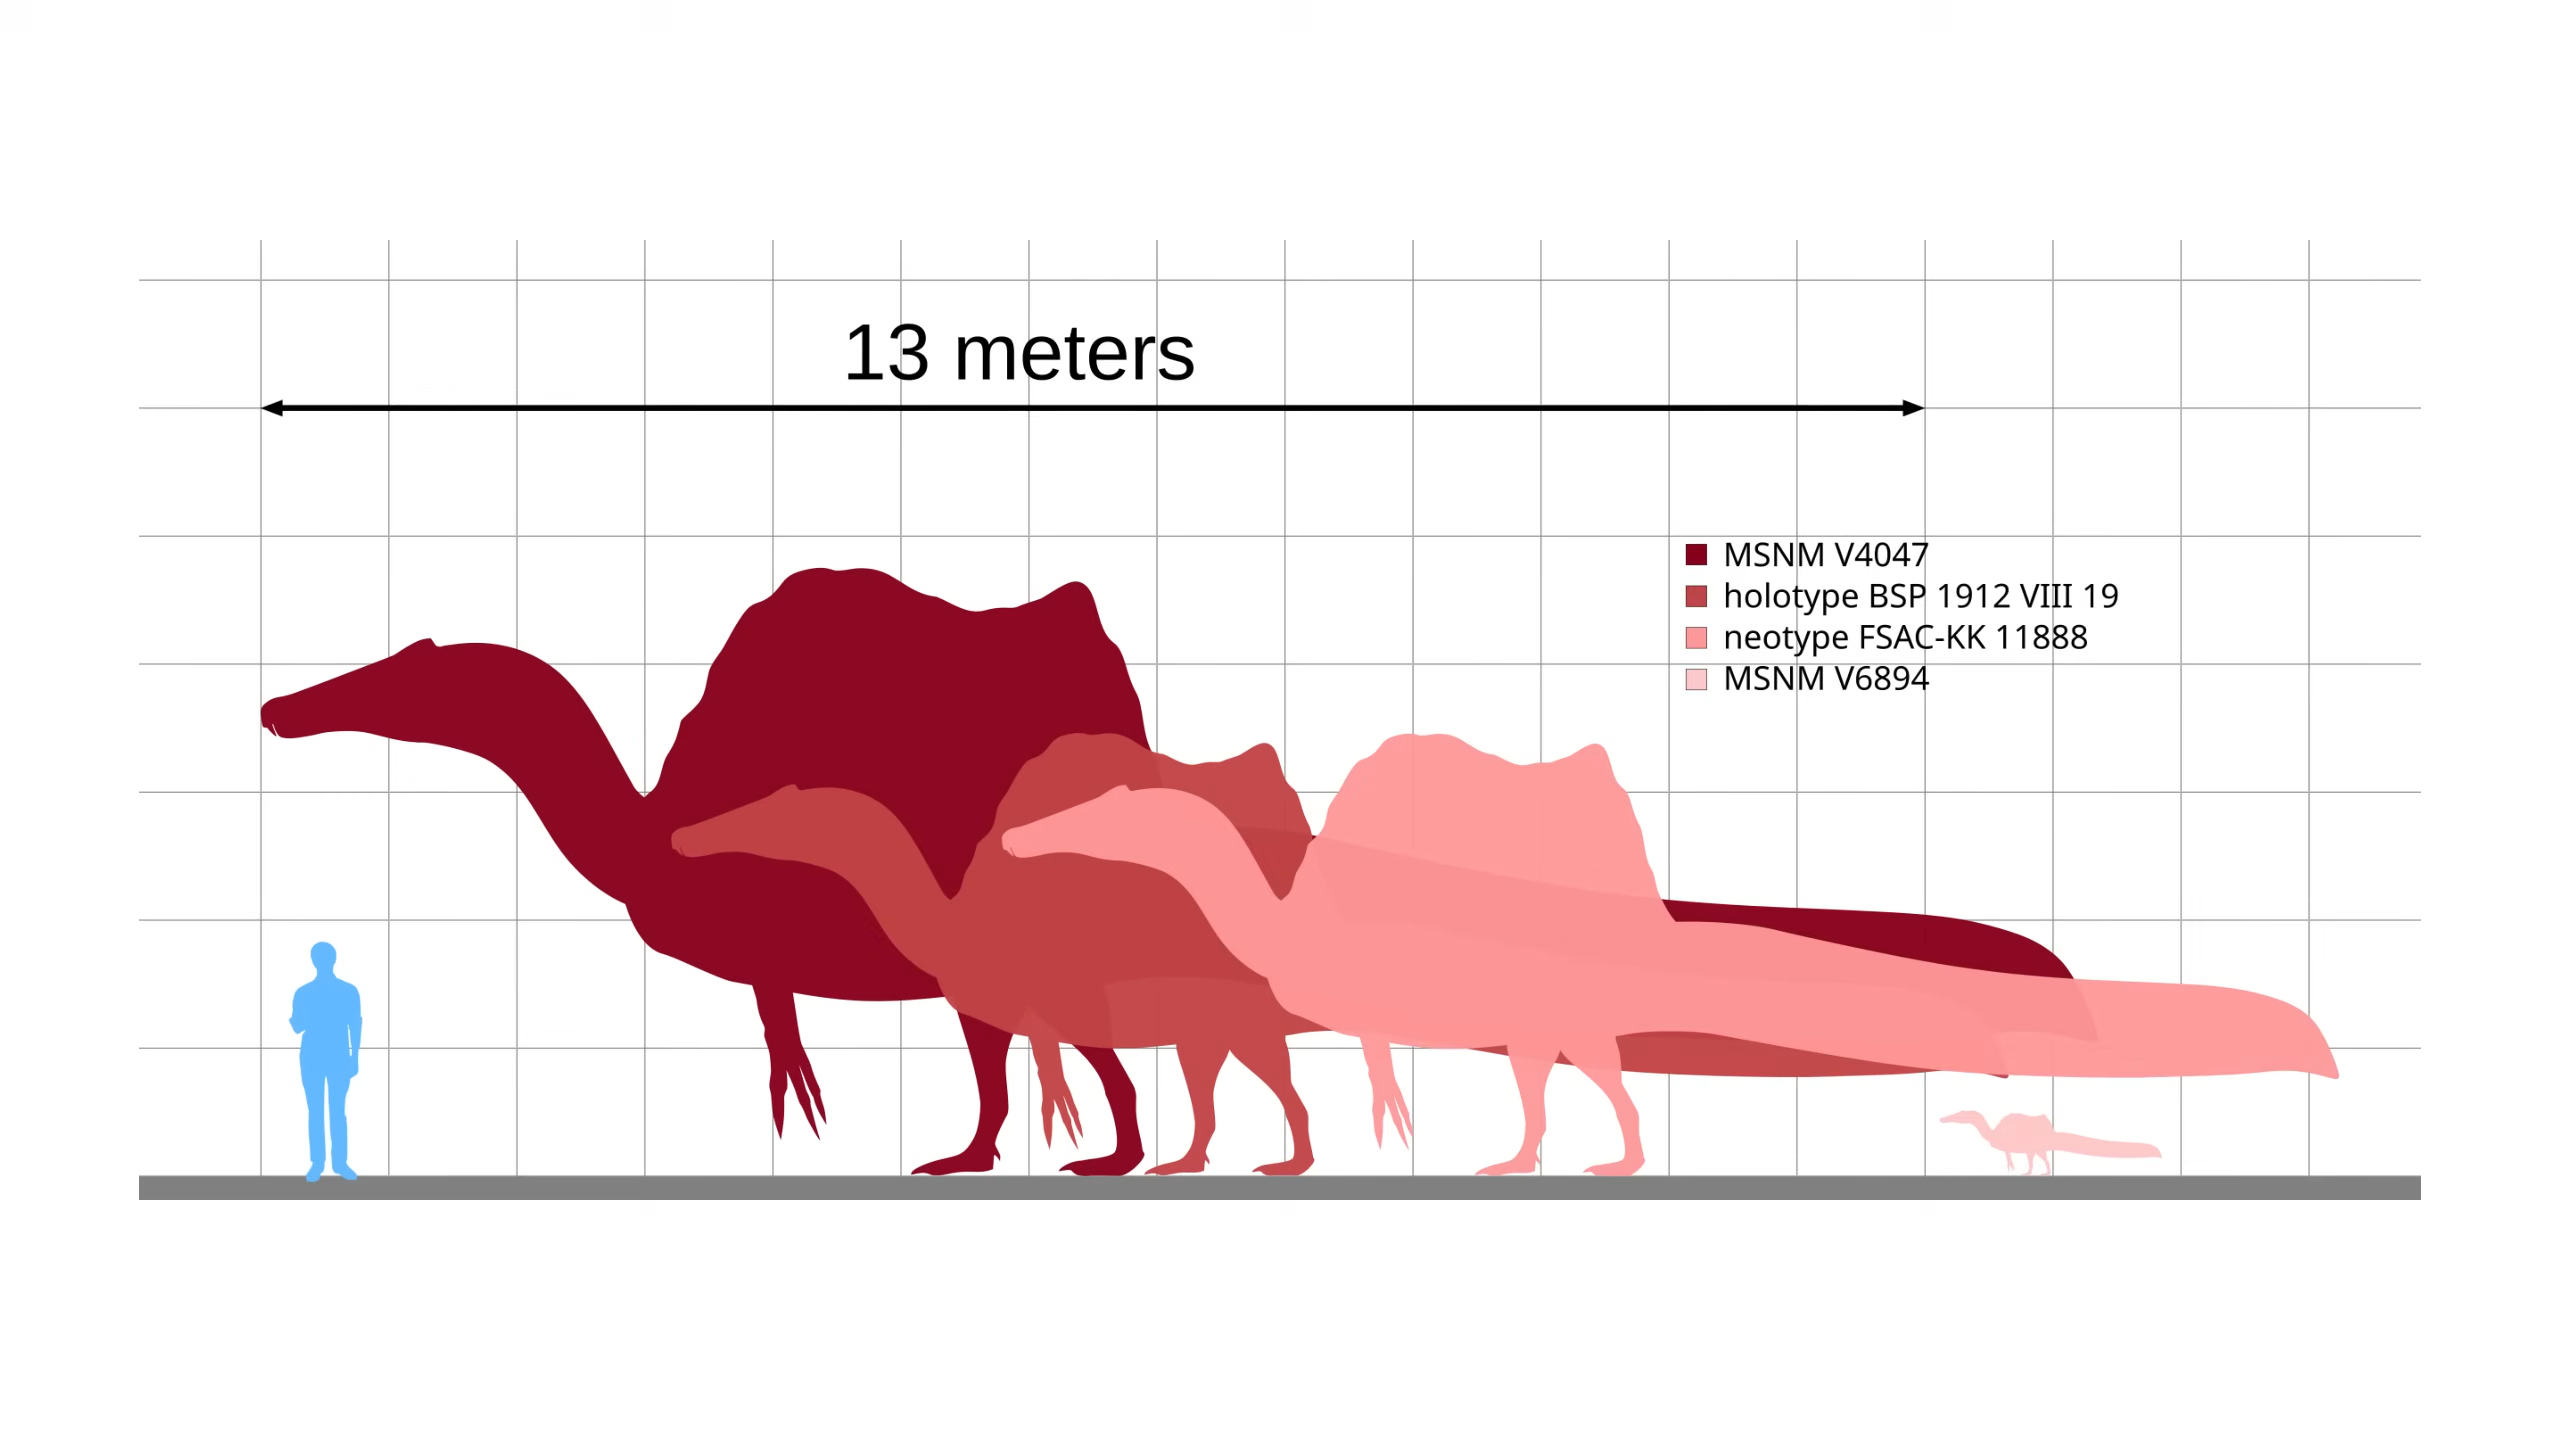 13 meters
MSNM V4047
holotype BSP 1912 VIII 19
neotype FSAC-KK 11888
MSNM V6894